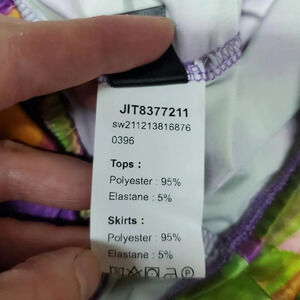 JIT8377211
sw211213816876
0396
Tops :
Polyester : 95%
Elastane : 5%
Skirts :
Polyester : 95%
Elastane : 5%